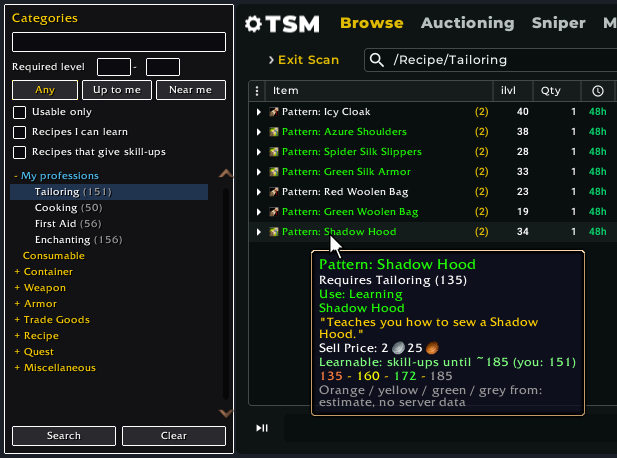 Categories
Required level
-
Any
Up to me
Near me
Usable only
Recipes I can learn
Recipes that give skill-ups
- My professions
Tailoring (151)
Cooking (50)
First Aid (56)
Enchanting (156)
Consumable
+ Container
+ Weapon
+ Armor
+ Trade Goods
+ Recipe
+ Quest
+ Miscellaneous
Search
Clear
TSM Browse Auctioning Sniper M
> Exit Scan
/Recipe/Tailoring
Item ilvl Qty
Pattern: Icy Cloak (2) 40 1 48h
Pattern: Azure Shoulders (2) 38 1 48h
Pattern: Spider Silk Slippers (2) 28 1 48h
Pattern: Green Silk Armor (2) 33 1 48h
Pattern: Red Woolen Bag (2) 23 1 48h
Pattern: Green Woolen Bag (2) 19 1 48h
Pattern: Shadow Hood (2) 34 1 48h
Pattern: Shadow Hood
Requires Tailoring (135)
Use: Learning
Shadow Hood
"Teaches you how to sew a Shadow
Hood."
Sell Price: 2 25
Learnable: skill-ups until ~185 (you: 151)
135 - 160 - 172 - 185
Orange / yellow / green / grey from:
estimate, no server data